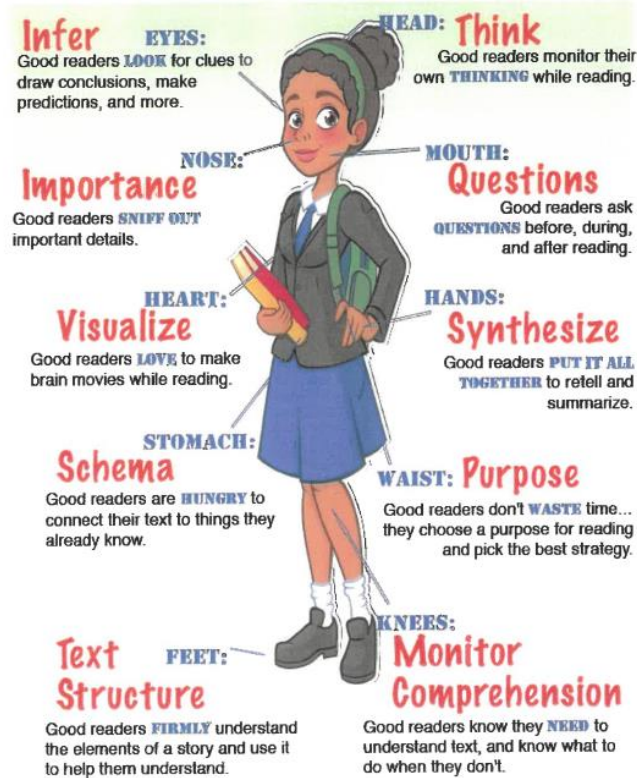 Infer EYES:
Good readers LOOK for clues to
draw conclusions, make
predictions, and more.
HEAD: Think
Good readers monitor their
own THINKING while reading.
NOSE:
Importance
Good readers SNIFF OUT
important details.
MOUTH:
Questions
Good readers ask
QUESTIONS before, during,
and after reading.
HEART:
Visualize
Good readers LOVE to make
brain movies while reading.
HANDS:
Synthesize
Good readers PUT IT ALL
TOGETHER to retell and
summarize.
STOMACH:
Schema
Good readers are HUNGRY to
connect their text to things they
already know.
WAIST: Purpose
Good readers don't WASTE time...
they choose a purpose for reading
and pick the best strategy.
Text
FEET:
Structure
Good readers FIRMLY understand
the elements of a story and use it
to help them understand.
KNEES:
Monitor
Comprehension
Good readers know they NEED to
understand text, and know what to
do when they don't.